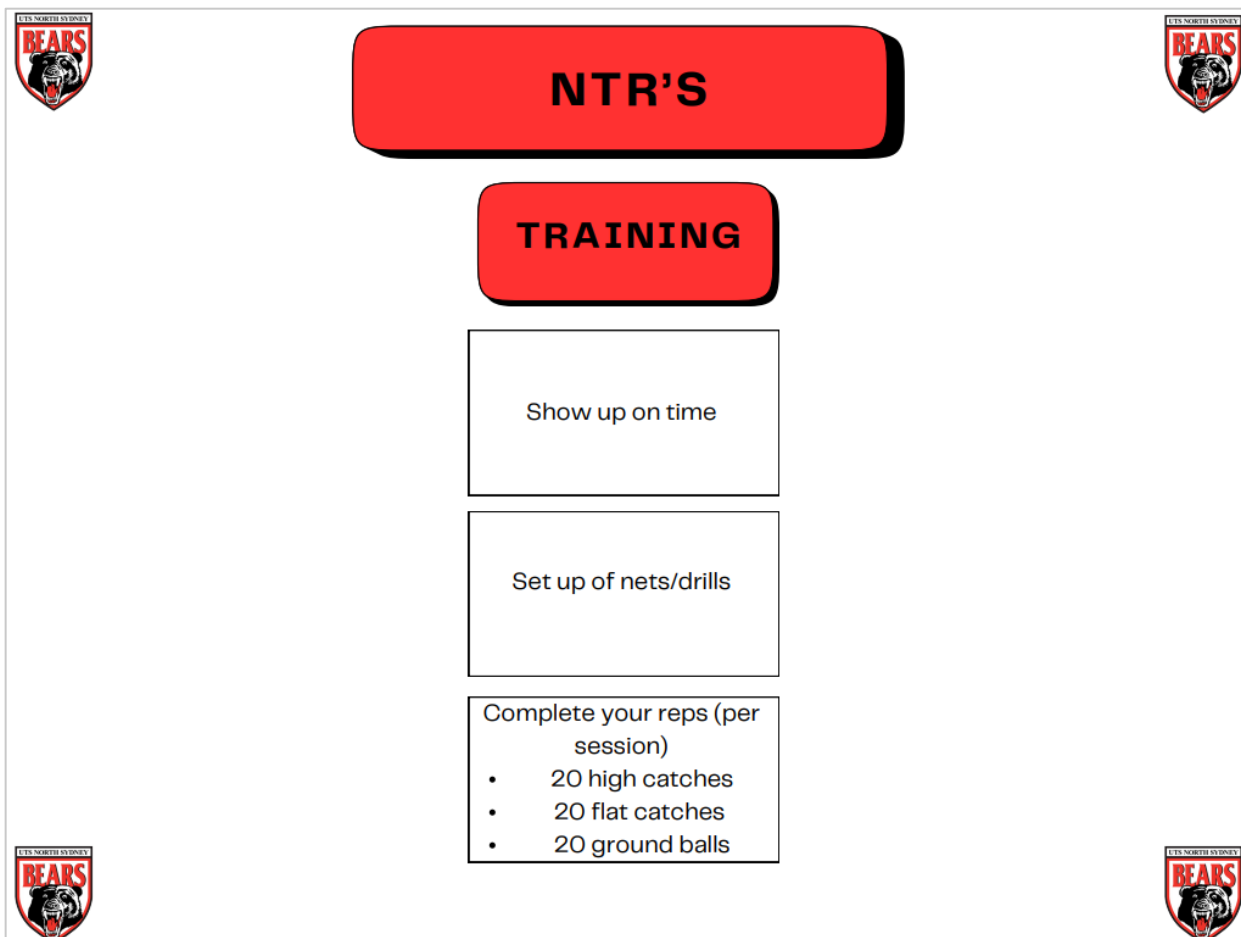 UTS NORTH SYDNEY
BEARS
UTS NORTH SYDNEY
BEARS
NTR’S
TRAINING
Show up on time
Set up of nets/drills
Complete your reps (per
session)
• 20 high catches
• 20 flat catches
• 20 ground balls
UTS NORTH SYDNEY
BEARS
UTS NORTH SYDNEY
BEARS